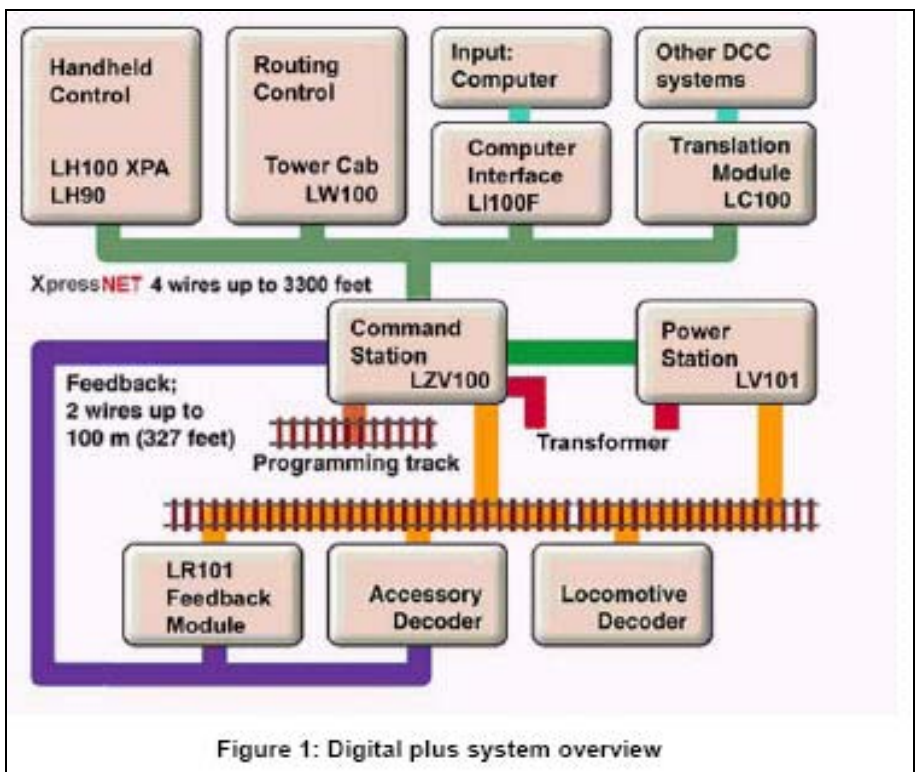 Handheld
Control
LH100 XPA
LH90
Routing
Control
Tower Cab
LW100
Input:
Computer
Computer
Interface
LI100F
Other DCC
systems
Translation
Module
LC100
XpressNET 4 wires up to 3300 feet
Command
Station
LZV100
Power
Station
LV101
Feedback;
2 wires up to
100 m (327 feet)
Programming track
Transformer
LR101
Feedback
Module
Accessory
Decoder
Locomotive
Decoder
Figure 1: Digital plus system overview